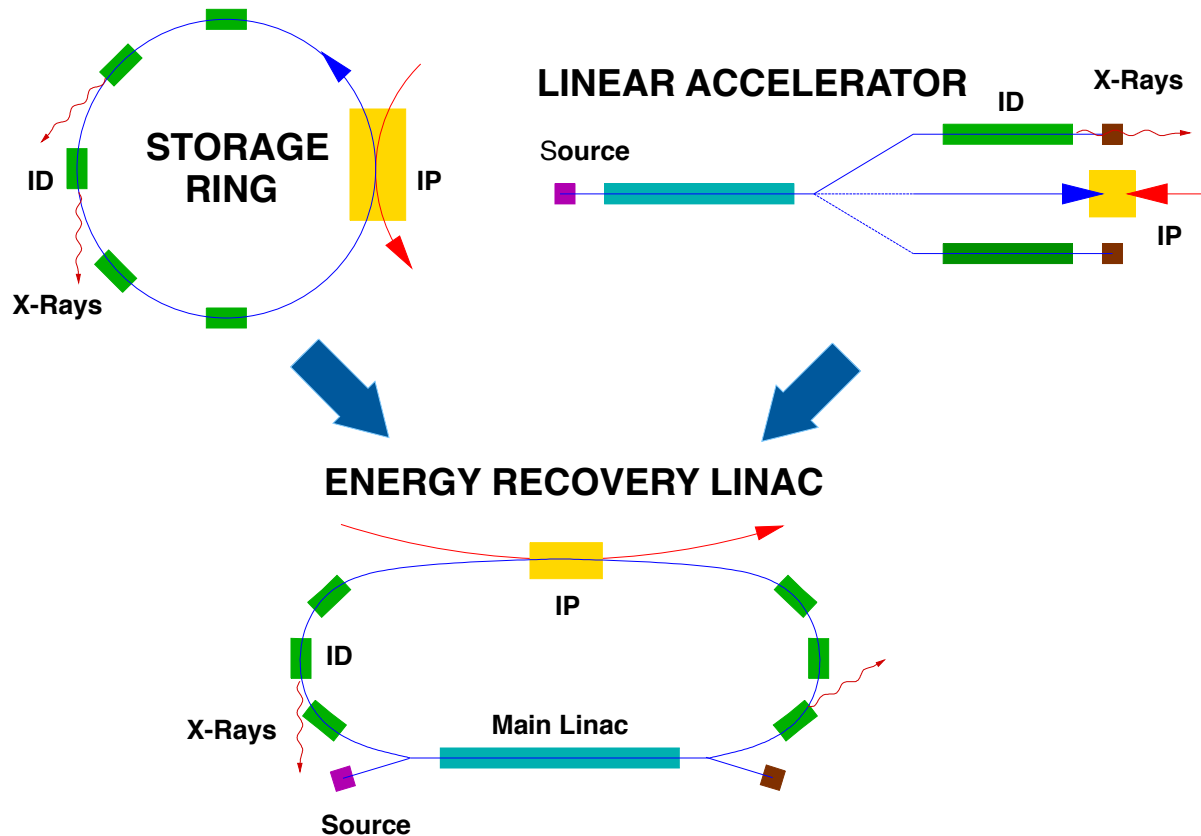 STORAGE
RING
ID
IP
X-Rays
LINEAR ACCELERATOR
ID
X-Rays
Source
IP
ENERGY RECOVERY LINAC
IP
ID
X-Rays
Main Linac
Source